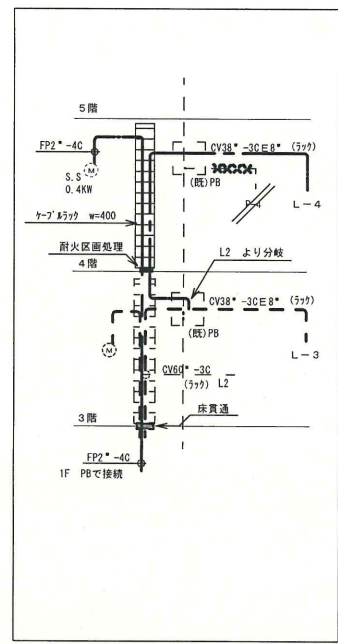 5階
FP2□-4C
CV38□-3CE8□ (ラック)
M
S.S
0.4KW
(既)PB
P-4
L-4
ケーブルラック w=400
耐火区画処理
L2 より分岐
4階
CV38□-3CE8□ (ラック)
(既)PB
M
L-3
CV60□-3C
(ラック) L2
床貫通
3階
FP2□-4C
1F PBで接続